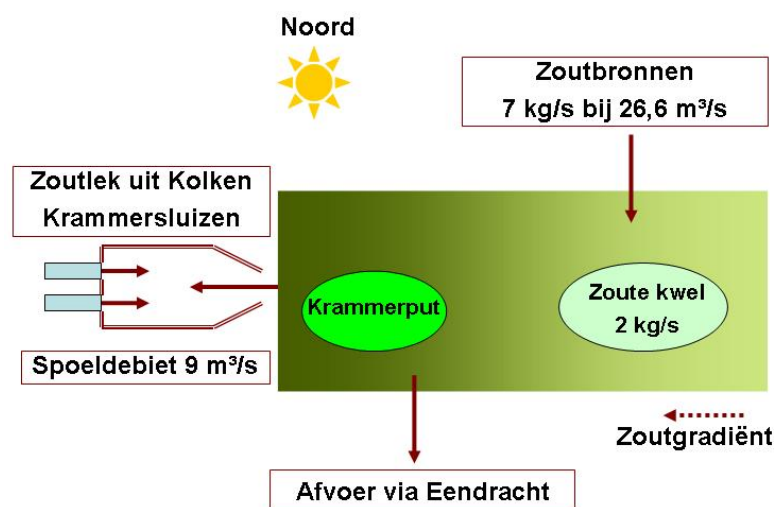 Noord
Zoutbronnen
7 kg/s bij 26,6 m³/s
Zoutlek uit Kolken
Krammersluizen
Krammerput
Zoute kwel
2 kg/s
Spoeldebiet 9 m³/s
Zoutgradiënt
Afvoer via Eendracht